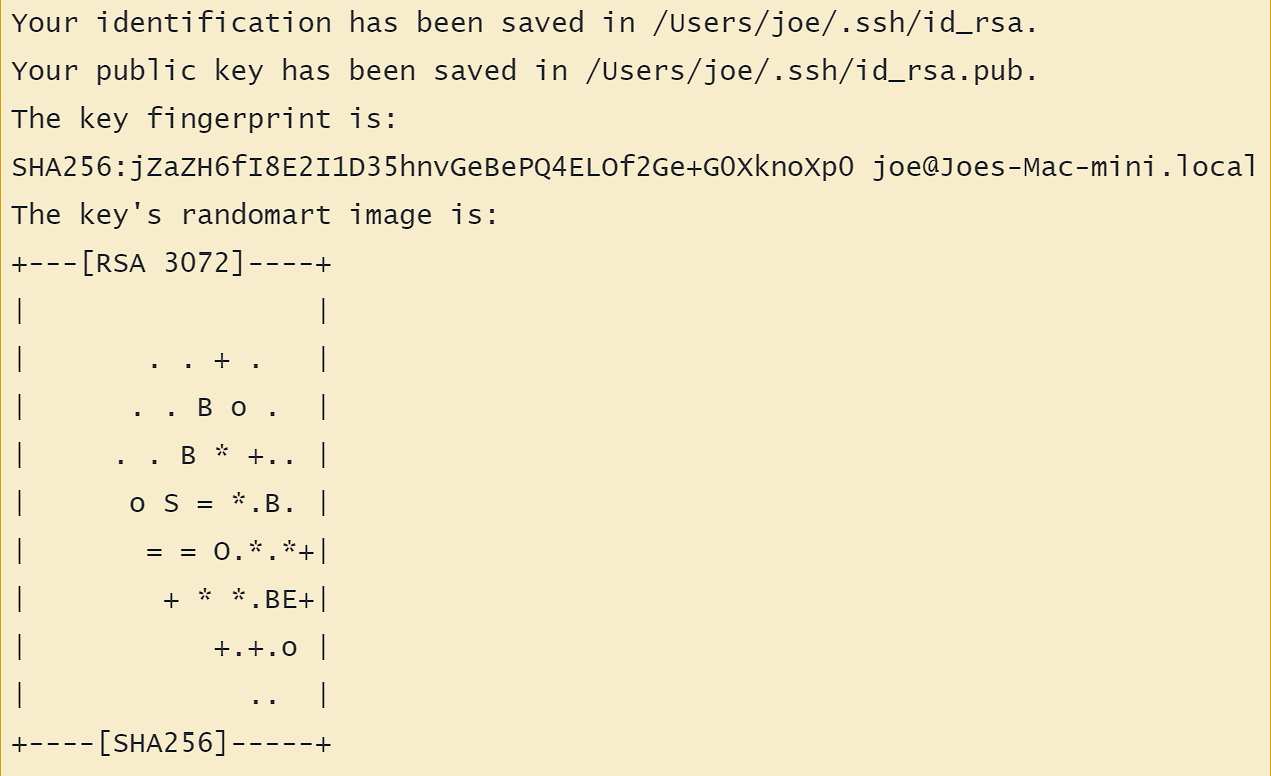 Your identification has been saved in /Users/joe/.ssh/id_rsa.
Your public key has been saved in /Users/joe/.ssh/id_rsa.pub.
The key fingerprint is:
SHA256:jZaZH6fI8E2I1D35hnvGeBePQ4ELOf2Ge+G0XknoXp0 joe@Joes-Mac-mini.local
The key's randomart image is:
+---[RSA 3072]----+
|                 |
|       . . + .   |
|      . . B o .  |
|     . . B * +.. |
|      o S = *.B. |
|       = = O.*.*+|
|        + * *.BE+|
|           +.+.o |
|             ..  |
+----[SHA256]-----+